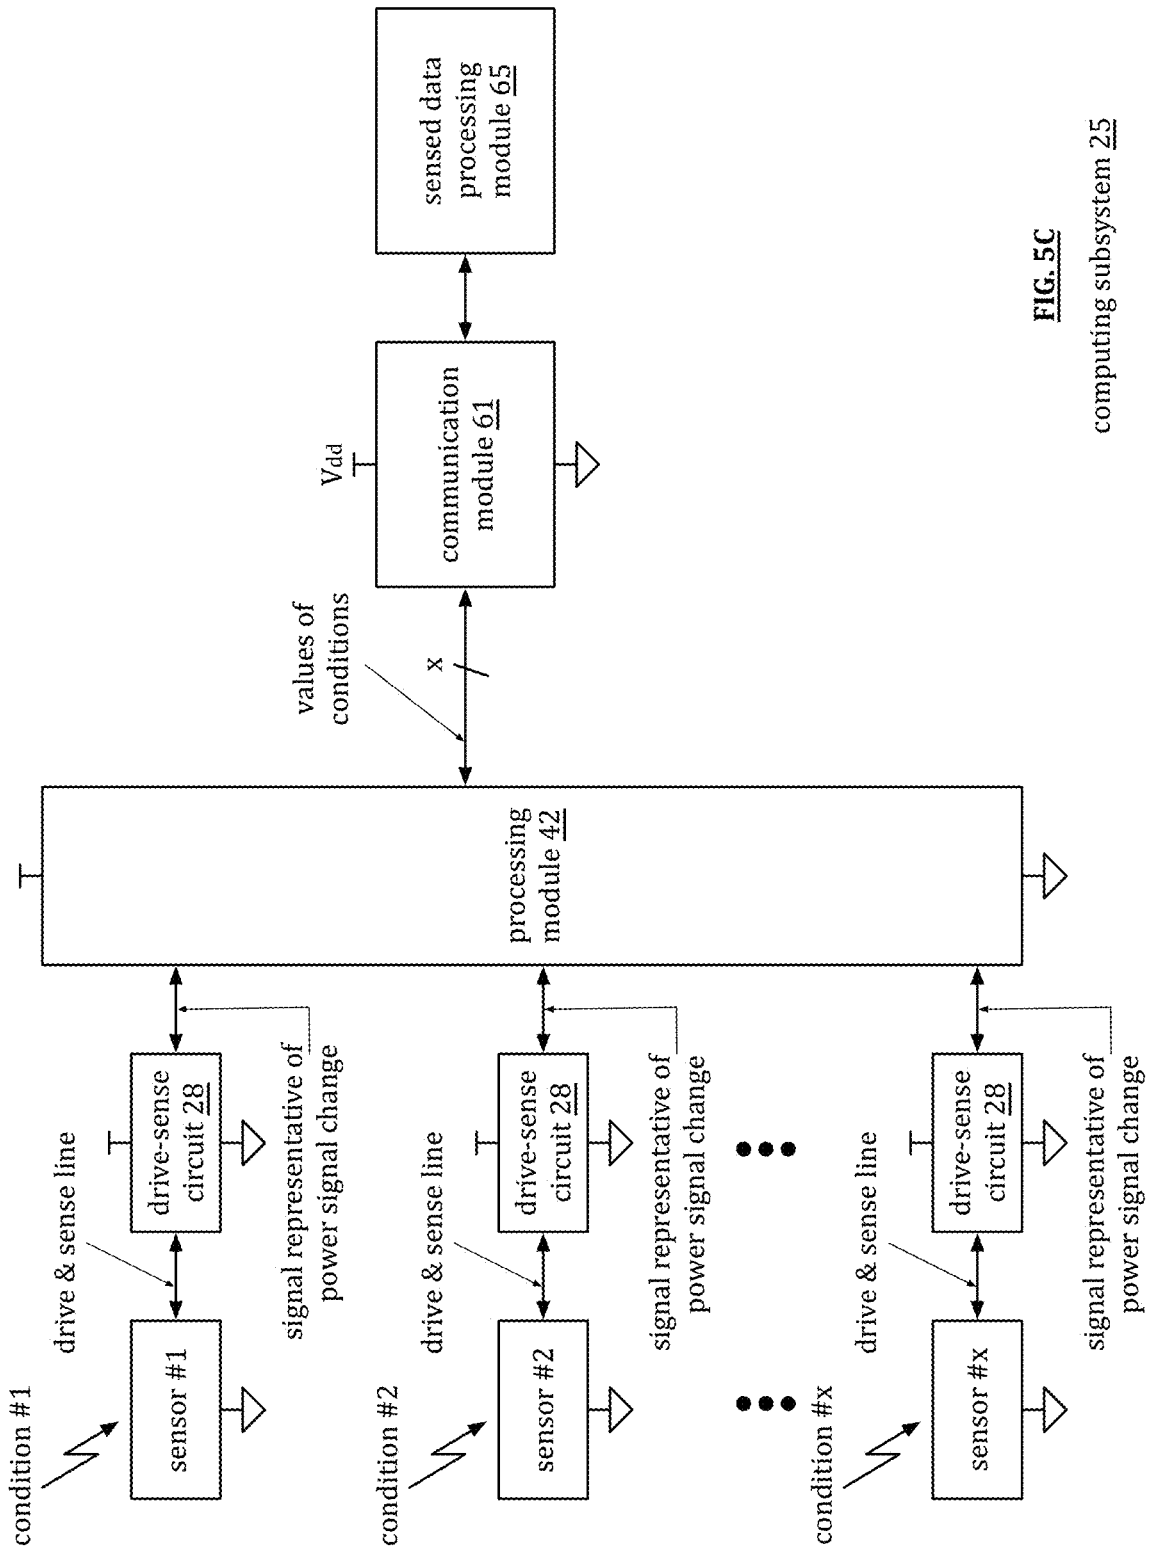 condition #1
drive & sense line
sensor #1
drive-sense
circuit 28
signal representative of
power signal change
condition #2
drive & sense line
sensor #2
drive-sense
circuit 28
signal representative of
power signal change
condition #x
drive & sense line
sensor #x
drive-sense
circuit 28
signal representative of
power signal change
processing
module 42
values of
conditions
x
Vdd
communication
module 61
sensed data
processing
module 65
FIG. 5C
computing subsystem 25